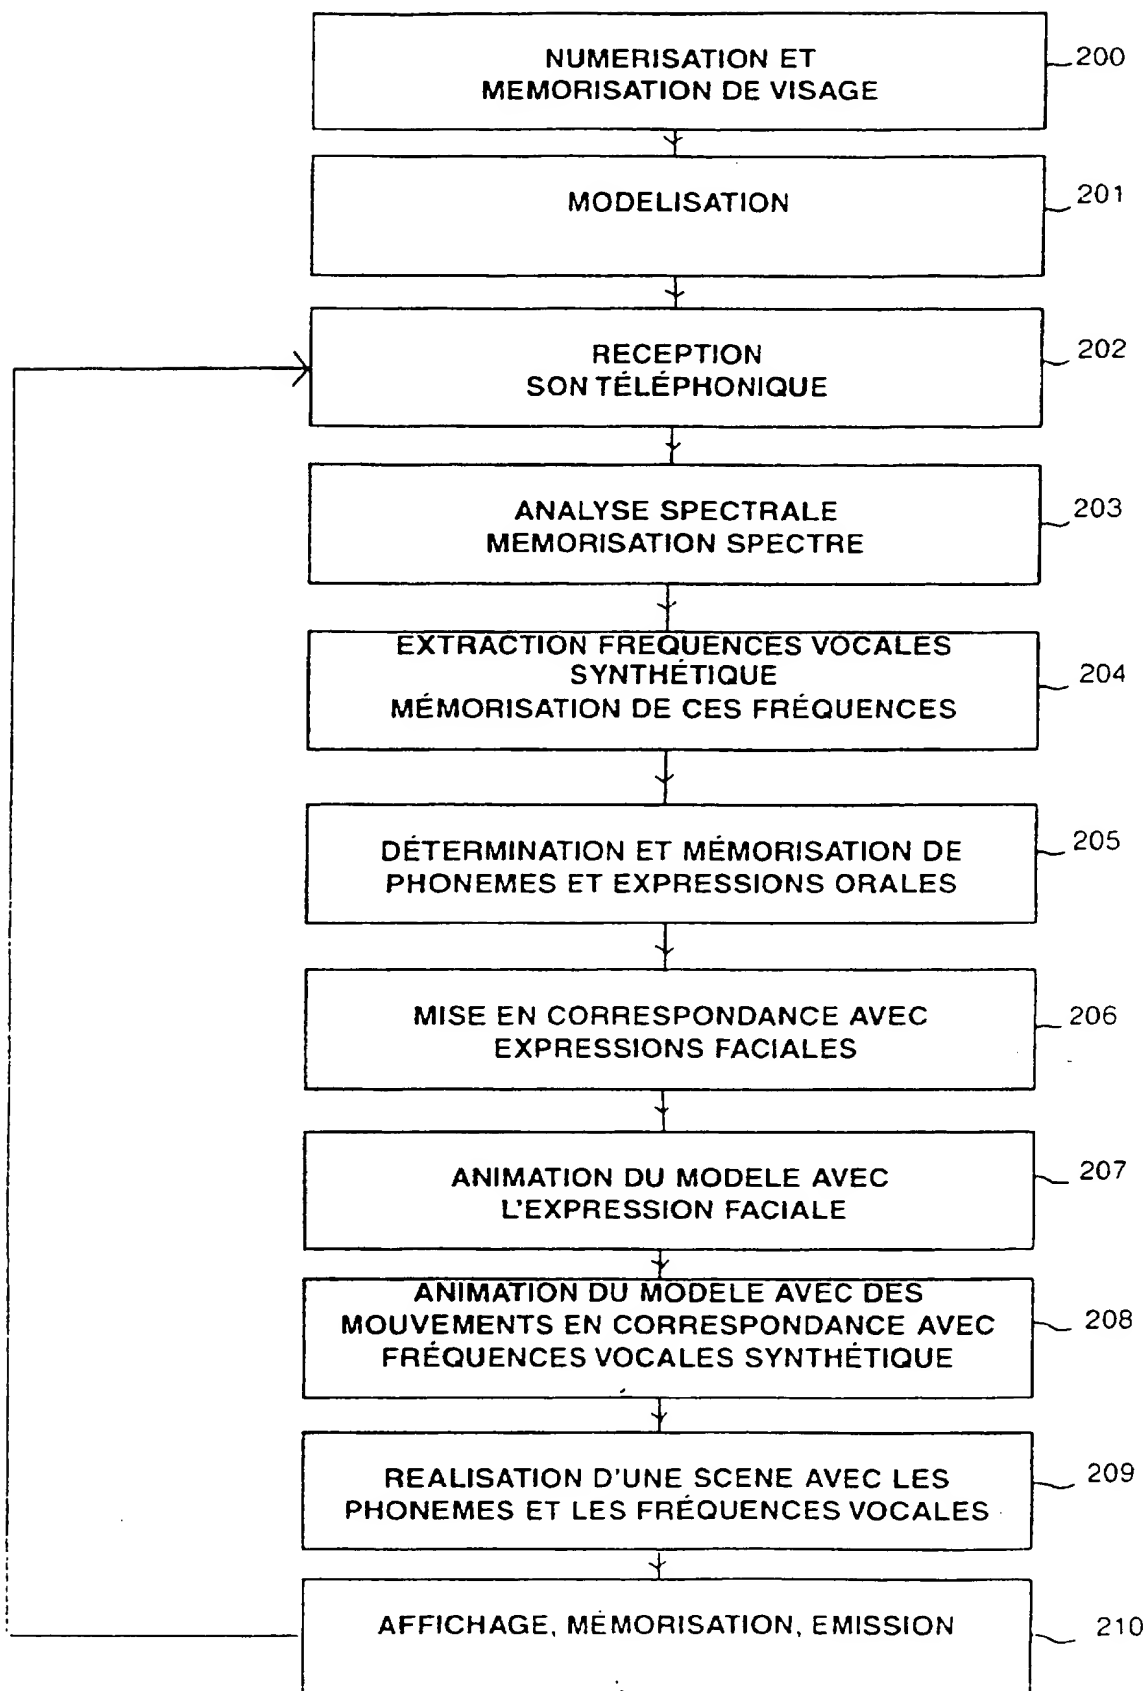 NUMERISATION ET
MEMORISATION DE VISAGE
200
MODELISATION
201
RECEPTION
SON TÉLÉPHONIQUE
202
ANALYSE SPECTRALE
MEMORISATION SPECTRE
203
EXTRACTION FREQUENCES VOCALES
SYNTHÉTIQUE
MÉMORISATION DE CES FRÉQUENCES
204
DÉTERMINATION ET MÉMORISATION DE
PHONEMES ET EXPRESSIONS ORALES
205
MISE EN CORRESPONDANCE AVEC
EXPRESSIONS FACIALES
206
ANIMATION DU MODELE AVEC
L'EXPRESSION FACIALE
207
ANIMATION DU MODELE AVEC DES
MOUVEMENTS EN CORRESPONDANCE AVEC
FRÉQUENCES VOCALES SYNTHÉTIQUE
208
REALISATION D'UNE SCENE AVEC LES
PHONEMES ET LES FRÉQUENCES VOCALES
209
AFFICHAGE, MÉMORISATION, EMISSION
210